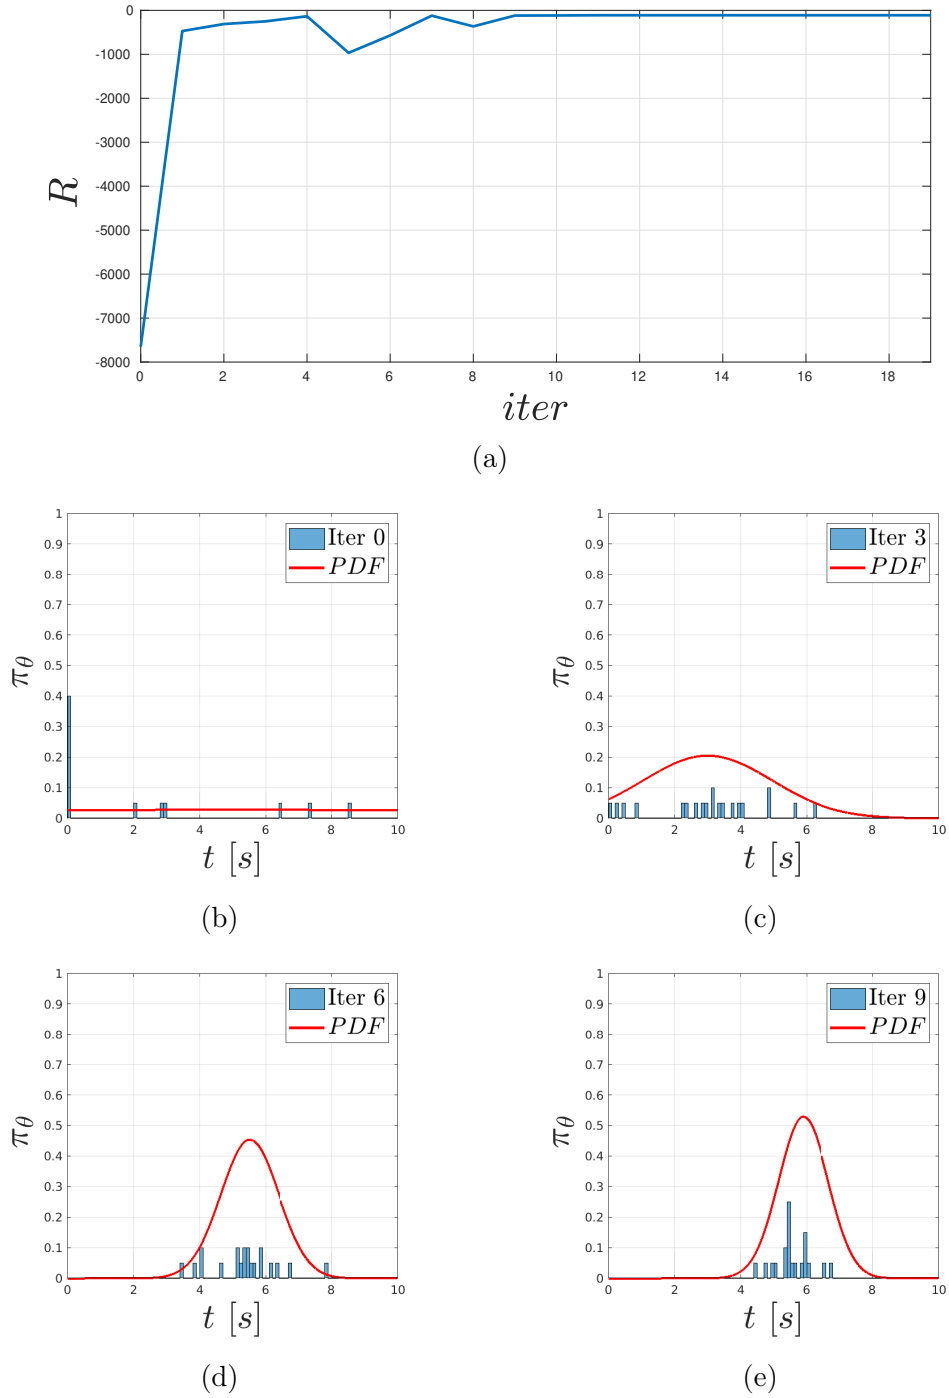 0
-1000
-2000
-3000
-4000
-5000
-6000
-7000
-8000
R
0 2 4 6 8 10 12 14 16 18
iter
(a)
1
0.9
0.8
0.7
0.6
0.5
0.4
0.3
0.2
0.1
0
π_θ
Iter 0
PDF
0 2 4 6 8 10
t [s]
(b)
1
0.9
0.8
0.7
0.6
0.5
0.4
0.3
0.2
0.1
0
π_θ
Iter 3
PDF
0 2 4 6 8 10
t [s]
(c)
1
0.9
0.8
0.7
0.6
0.5
0.4
0.3
0.2
0.1
0
π_θ
Iter 6
PDF
0 2 4 6 8 10
t [s]
(d)
1
0.9
0.8
0.7
0.6
0.5
0.4
0.3
0.2
0.1
0
π_θ
Iter 9
PDF
0 2 4 6 8 10
t [s]
(e)